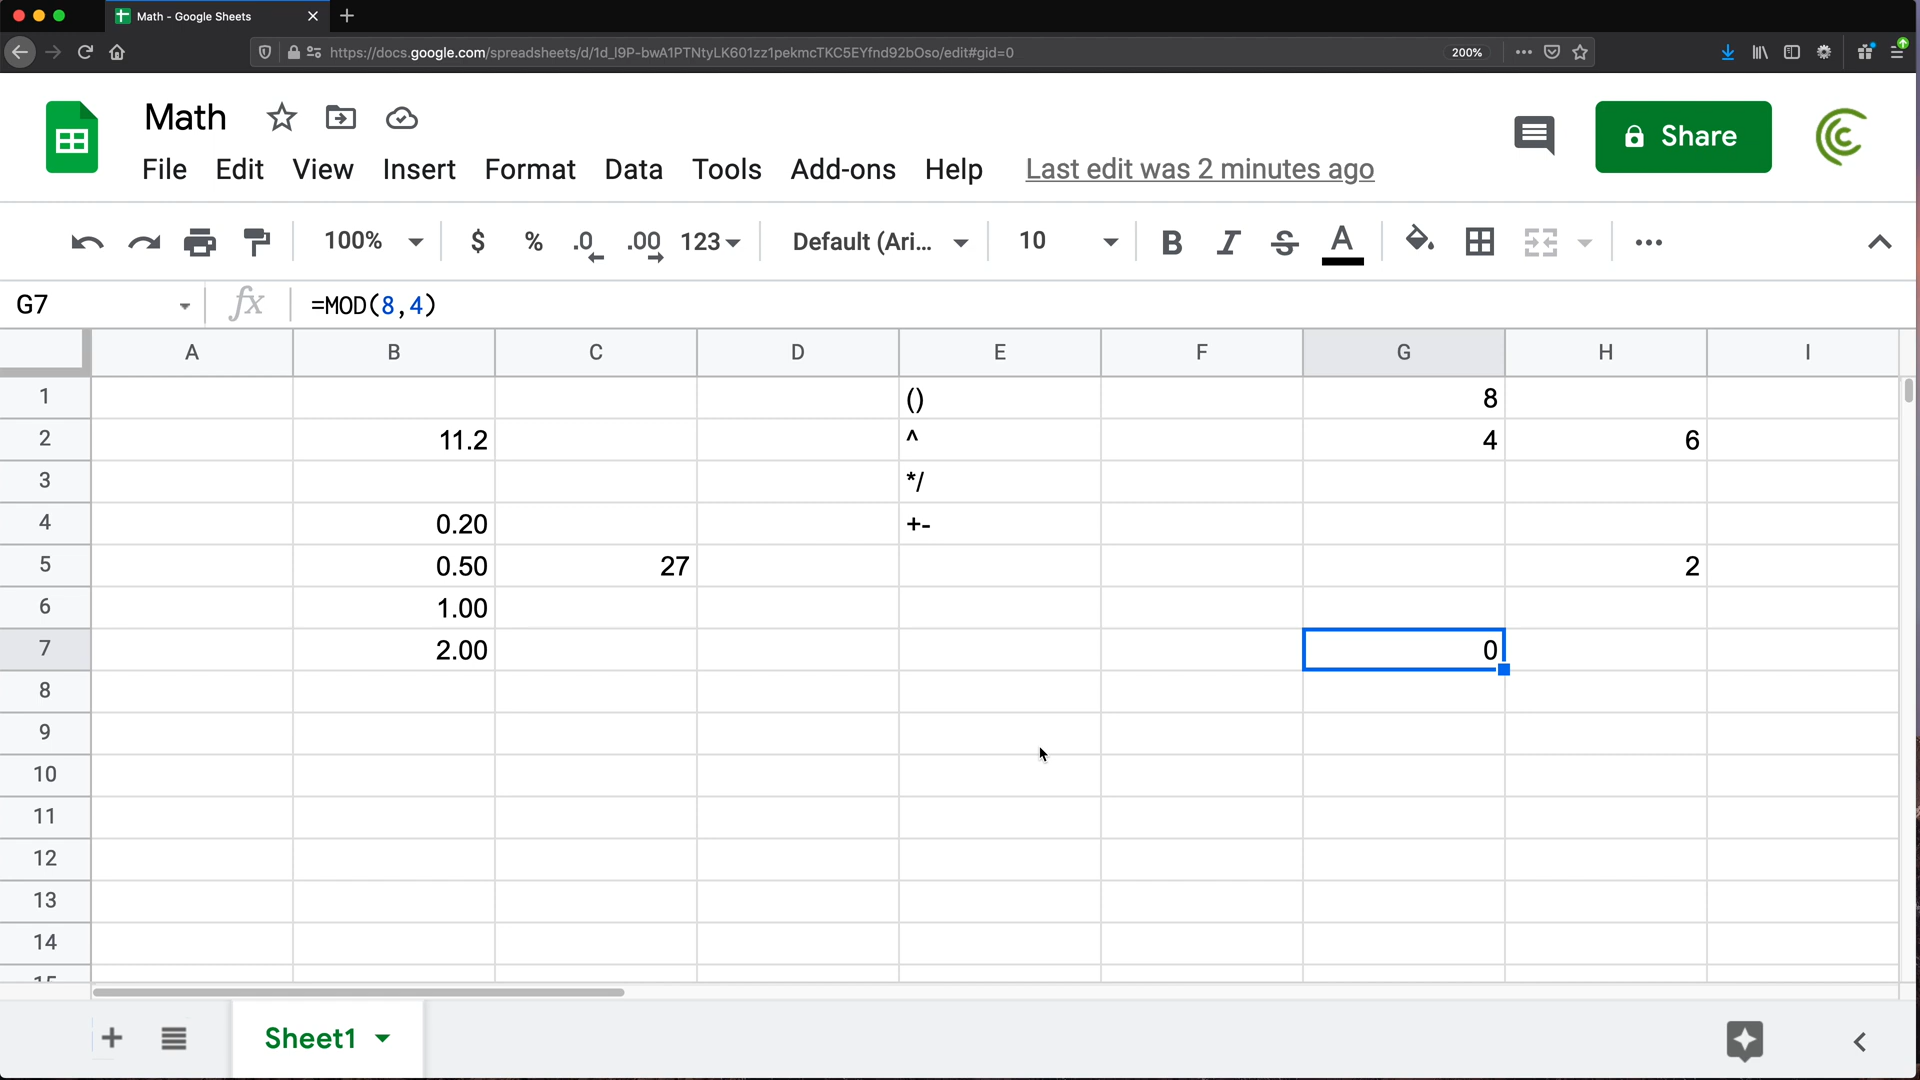 Math - Google Sheets
https://docs.google.com/spreadsheets/d/1d_I9P-bwA1PTNtyLK601zz1pekmcTKC5EYfnd92bOso/edit#gid=0 200%
Math
Share
File Edit View Insert Format Data Tools Add-ons Help Last edit was 2 minutes ago
100% $ % .0 .00 123 Default (Ari... 10 B I S A
G7 fx =MOD(8,4)
A B C D E F G H I
1 () 8
2 11.2 ^ 4 6
3 */
4 0.20 +-
5 0.50 27 2
6 1.00
7 2.00 0
8
9
10
11
12
13
14
15
Sheet1